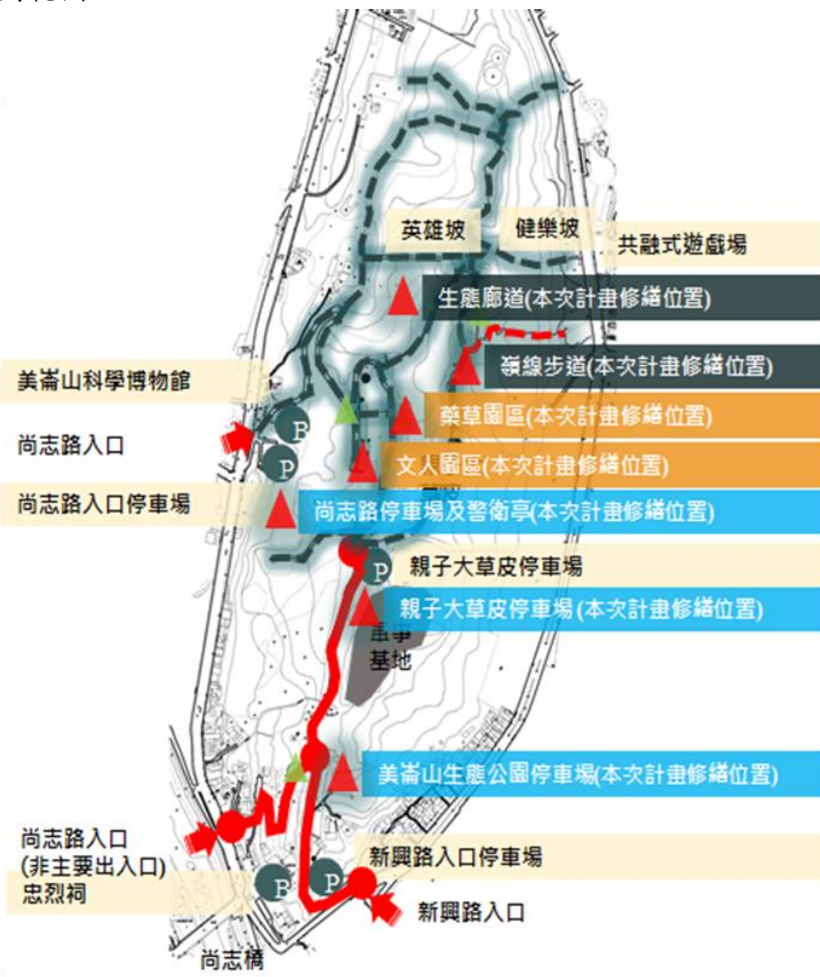 英雄坡
健樂坡
共融式遊戲場
生態廊道(本次計畫修繕位置)
嶺線步道(本次計畫修繕位置)
美崙山科學博物館
藥草園區(本次計畫修繕位置)
尚志路入口
B
文人園區(本次計畫修繕位置)
P
尚志路入口停車場
尚志路停車場及警衛亭(本次計畫修繕位置)
P
親子大草皮停車場
親子大草皮停車場(本次計畫修繕位置)
軍事
基地
美崙山生態公園停車場(本次計畫修繕位置)
尚志路入口
(非主要出入口)
忠烈祠
新興路入口停車場
B
P
新興路入口
尚志橋